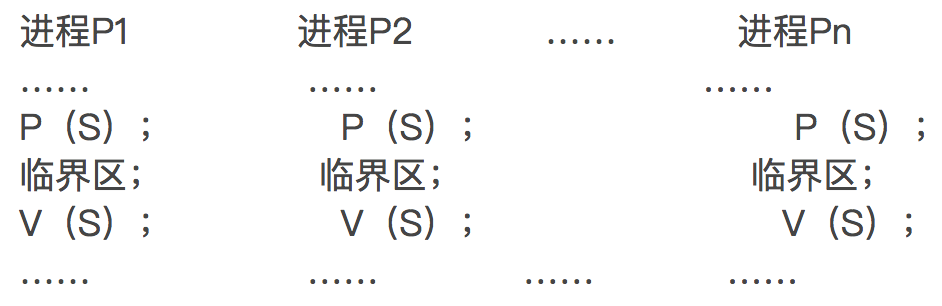 进程P1 进程P2 …… 进程Pn
…… …… ……
P（S）； P（S）； P（S）；
临界区； 临界区； 临界区；
V（S）； V（S）； V（S）；
…… …… …… ……